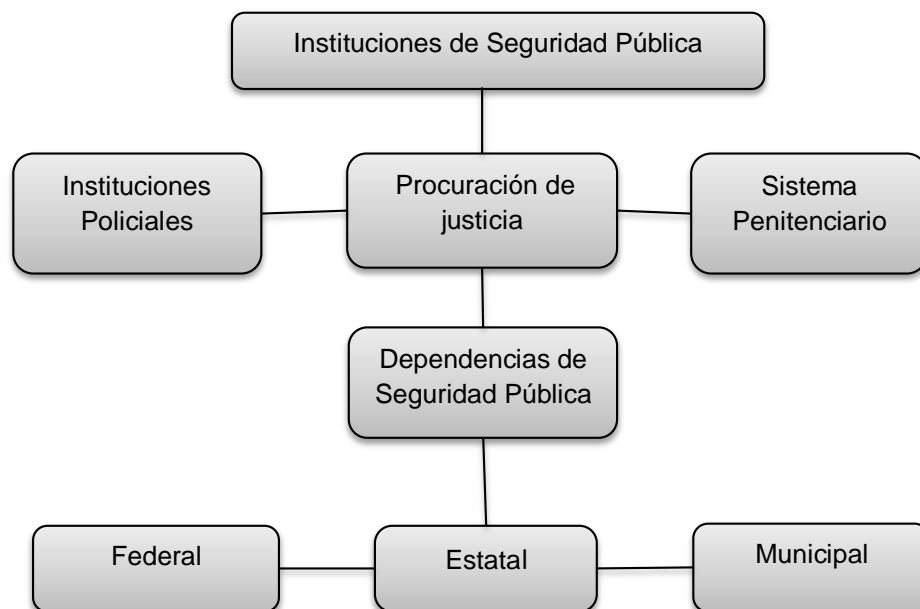 Instituciones de Seguridad Pública
Instituciones
Policiales
Procuración de
justicia
Sistema
Penitenciario
Dependencias de
Seguridad Pública
Federal
Estatal
Municipal